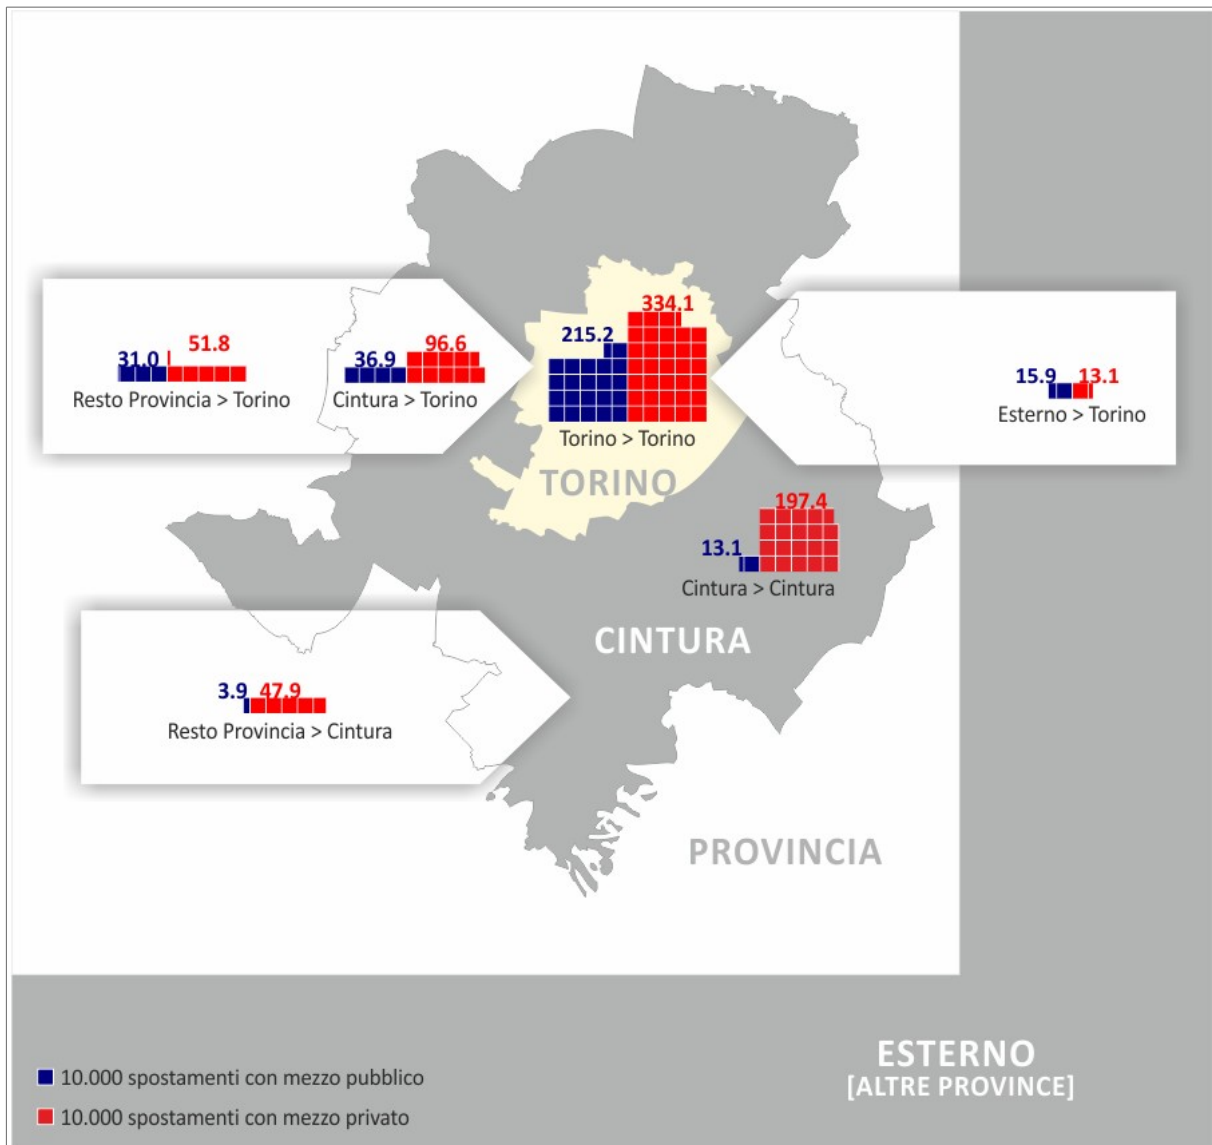 334.1
215.2
51.8
31.0
96.6
36.9
Resto Provincia > Torino
Cintura > Torino
Torino > Torino
15.9
13.1
Esterno > Torino
TORINO
197.4
13.1
Cintura > Cintura
CINTURA
3.9
47.9
Resto Provincia > Cintura
PROVINCIA
ESTERNO
[ALTRE PROVINCE]
10.000 spostamenti con mezzo pubblico
10.000 spostamenti con mezzo privato